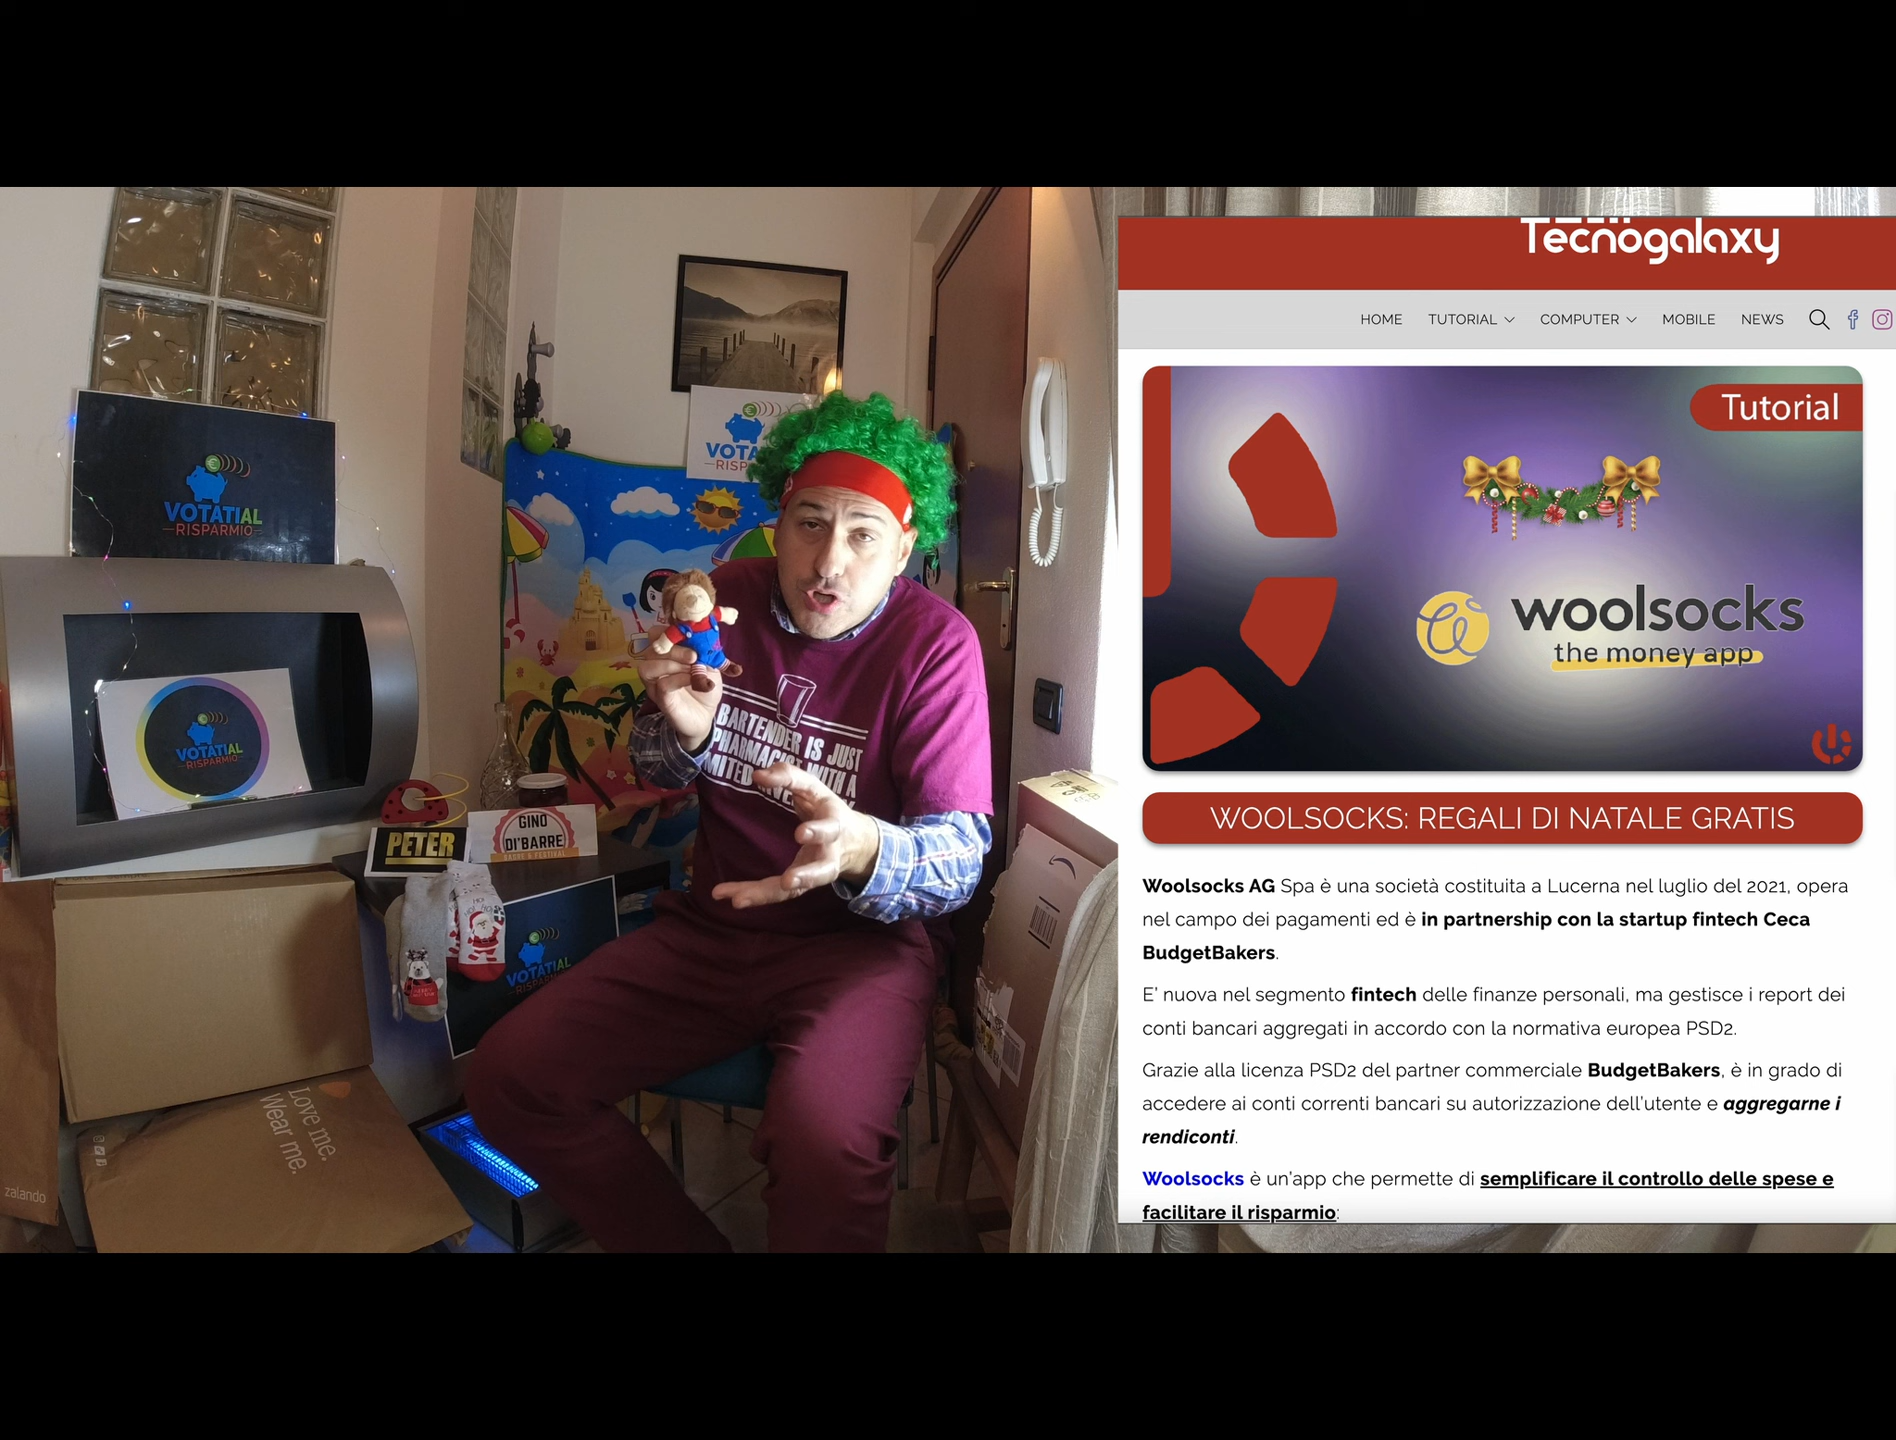 VOTATIAL
RISPARMIO
VOTATIAL
RISPARMIO
VOTA
RISP
BARTENDER IS JUST
PHARMACIST WITH A
MITED
PETER
GINO
DI'BARRE
VOTATIAL
RISPARMIO
Love me.
Wear me.
zalando
Tecnogalaxy
HOME TUTORIAL COMPUTER MOBILE NEWS
Tutorial
woolsocks
the money app
WOOLSOCKS: REGALI DI NATALE GRATIS
Woolsocks AG Spa è una società costituita a Lucerna nel luglio del 2021, opera
nel campo dei pagamenti ed è in partnership con la startup fintech Ceca
BudgetBakers.
E' nuova nel segmento fintech delle finanze personali, ma gestisce i report dei
conti bancari aggregati in accordo con la normativa europea PSD2.
Grazie alla licenza PSD2 del partner commerciale BudgetBakers, è in grado di
accedere ai conti correnti bancari su autorizzazione dell'utente e aggregarne i
rendiconti.
Woolsocks è un'app che permette di semplificare il controllo delle spese e
facilitare il risparmio: